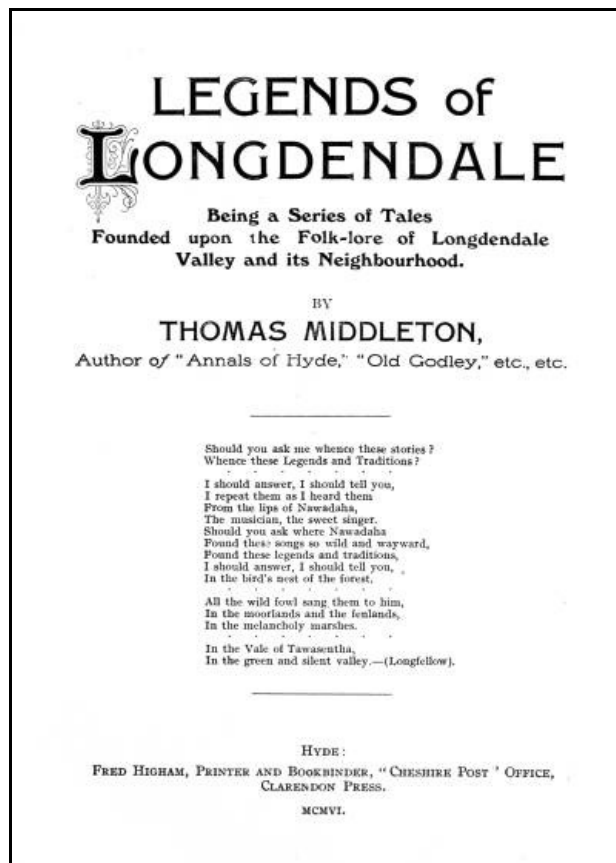 LEGENDS of
LONGDENDALE
Being a Series of Tales
Founded upon the Folk-lore of Longdendale
Valley and its Neighbourhood.
BY
THOMAS MIDDLETON,
Author of "Annals of Hyde," "Old Godley," etc., etc.
Should you ask me whence these stories?
Whence these Legends and Traditions?
. . . . . . .
I should answer, I should tell you,
I repeat them as I heard them
From the lips of Nawadaha,
The musician, the sweet singer.
Should you ask where Nawadaha
Found these songs so wild and wayward,
Found these legends and traditions,
I should answer, I should tell you,
In the bird's nest of the forest.
. . . . . . .
All the wild fowl sang them to him,
In the moorlands and the fenlands,
In the melancholy marshes.
. . . . . . .
In the Vale of Tawasentha,
In the green and silent valley.—(Longfellow).
HYDE:
FRED HIGHAM, PRINTER AND BOOKBINDER, "CHESHIRE POST' OFFICE,
CLARENDON PRESS.
MCMVI.